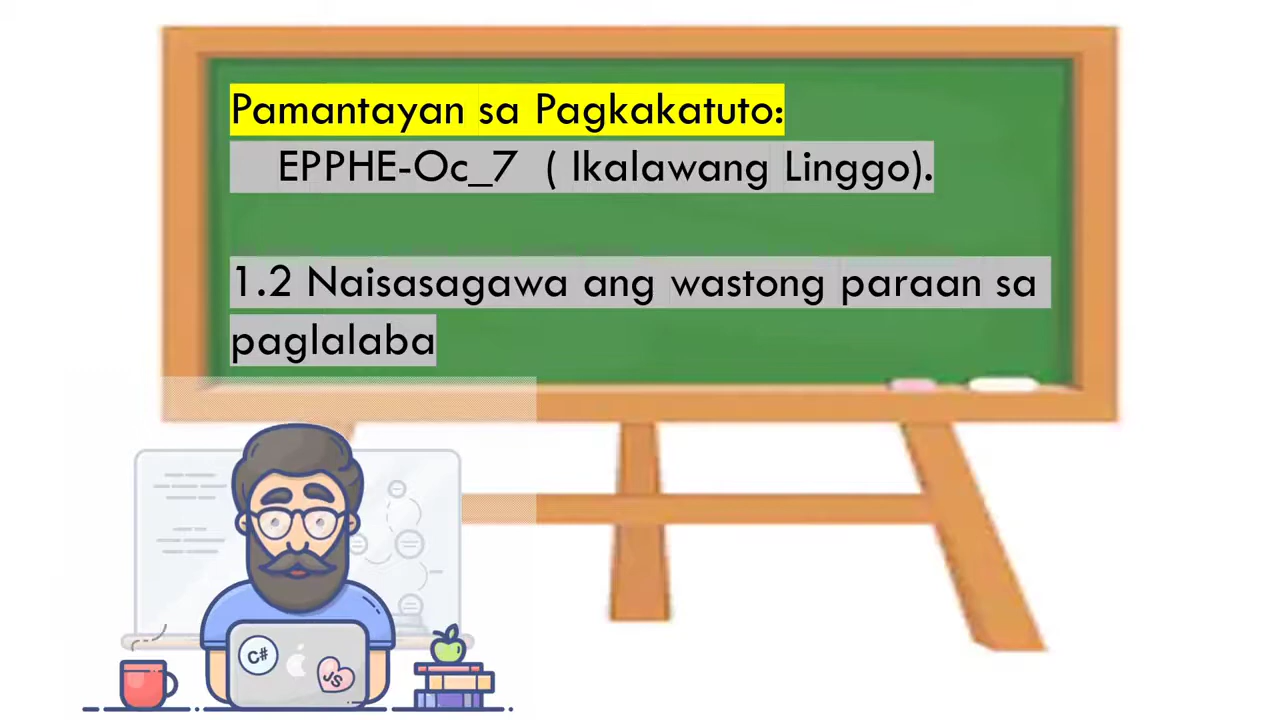 Pamantayan sa Pagkakatuto:
EPPHE-Oc_7 ( Ikalawang Linggo).
1.2 Naisasagawa ang wastong paraan sa
paglalaba
C#
JS